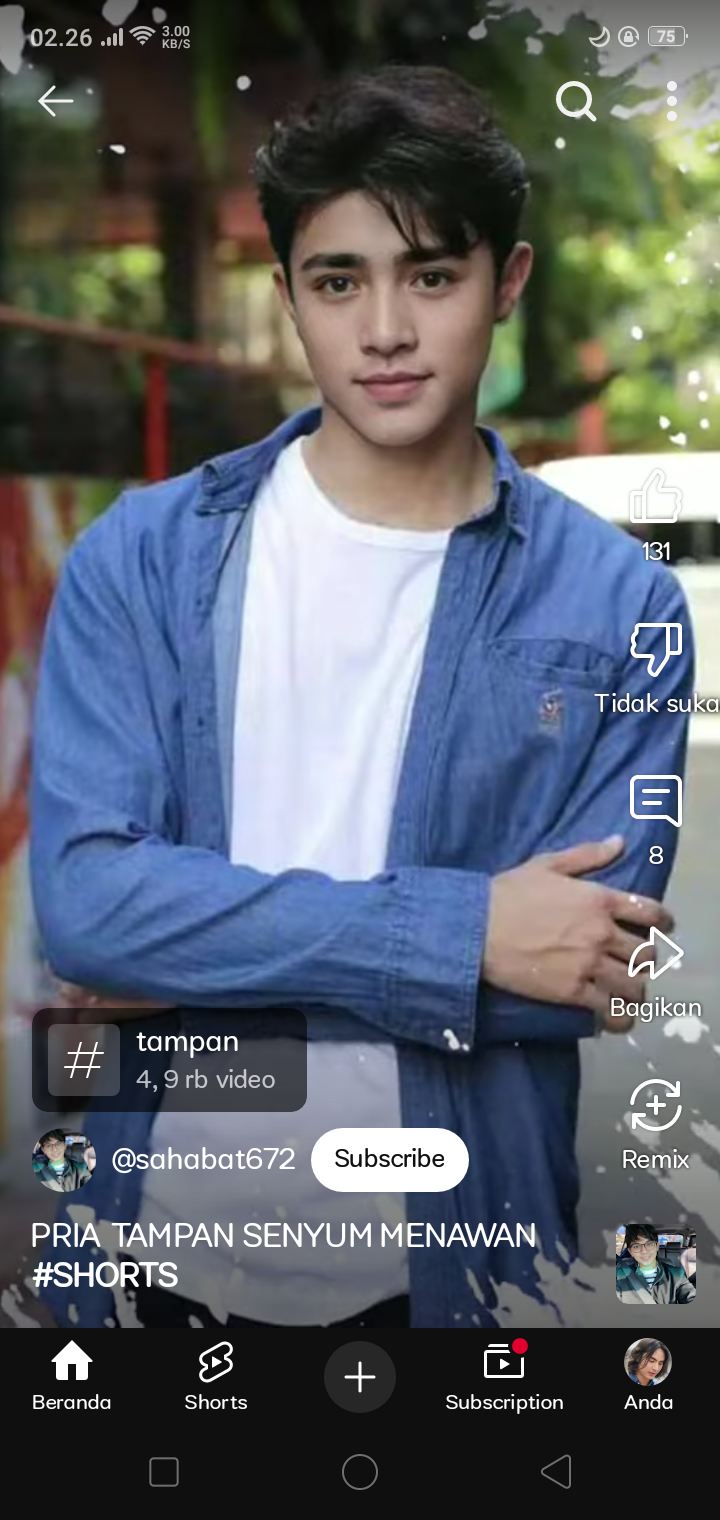 02.26
3.00
KB/S
75
131
Tidak suka
8
Bagikan
tampan
4, 9 rb video
@sahabat672
Subscribe
Remix
PRIA TAMPAN SENYUM MENAWAN
#SHORTS
Beranda
Shorts
Subscription
Anda